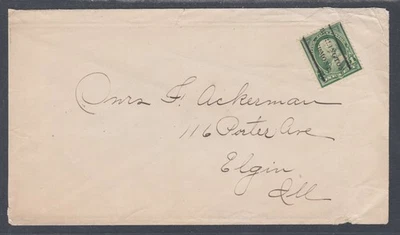 Mrs F. Ackerman
116 Porter Ave
Elgin
Ill